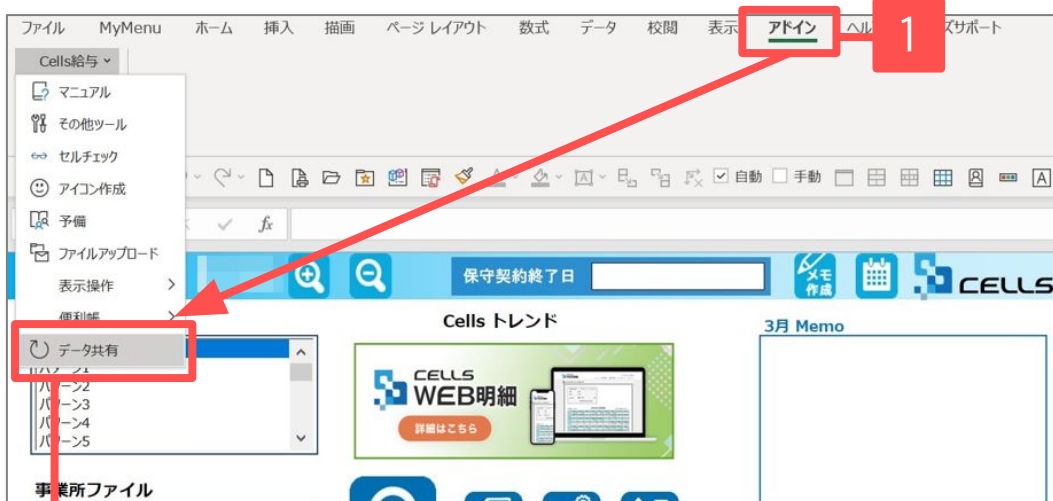 ファイル MyMenu ホーム 挿入 描画 ページ レイアウト 数式 データ 校閲 表示 アドイン 1
Cells給与
マニュアル
その他ツール
セルチェック
アイコン作成
予備
ファイルアップロード
表示操作
便利帳
データ共有
自動 手動
fx
保守契約終了日
メモ
作成
CELLS
Cells トレンド
3月 Memo
CELLS
WEB明細
詳細はこちら
パターン2
パターン3
パターン4
パターン5
事業所ファイル